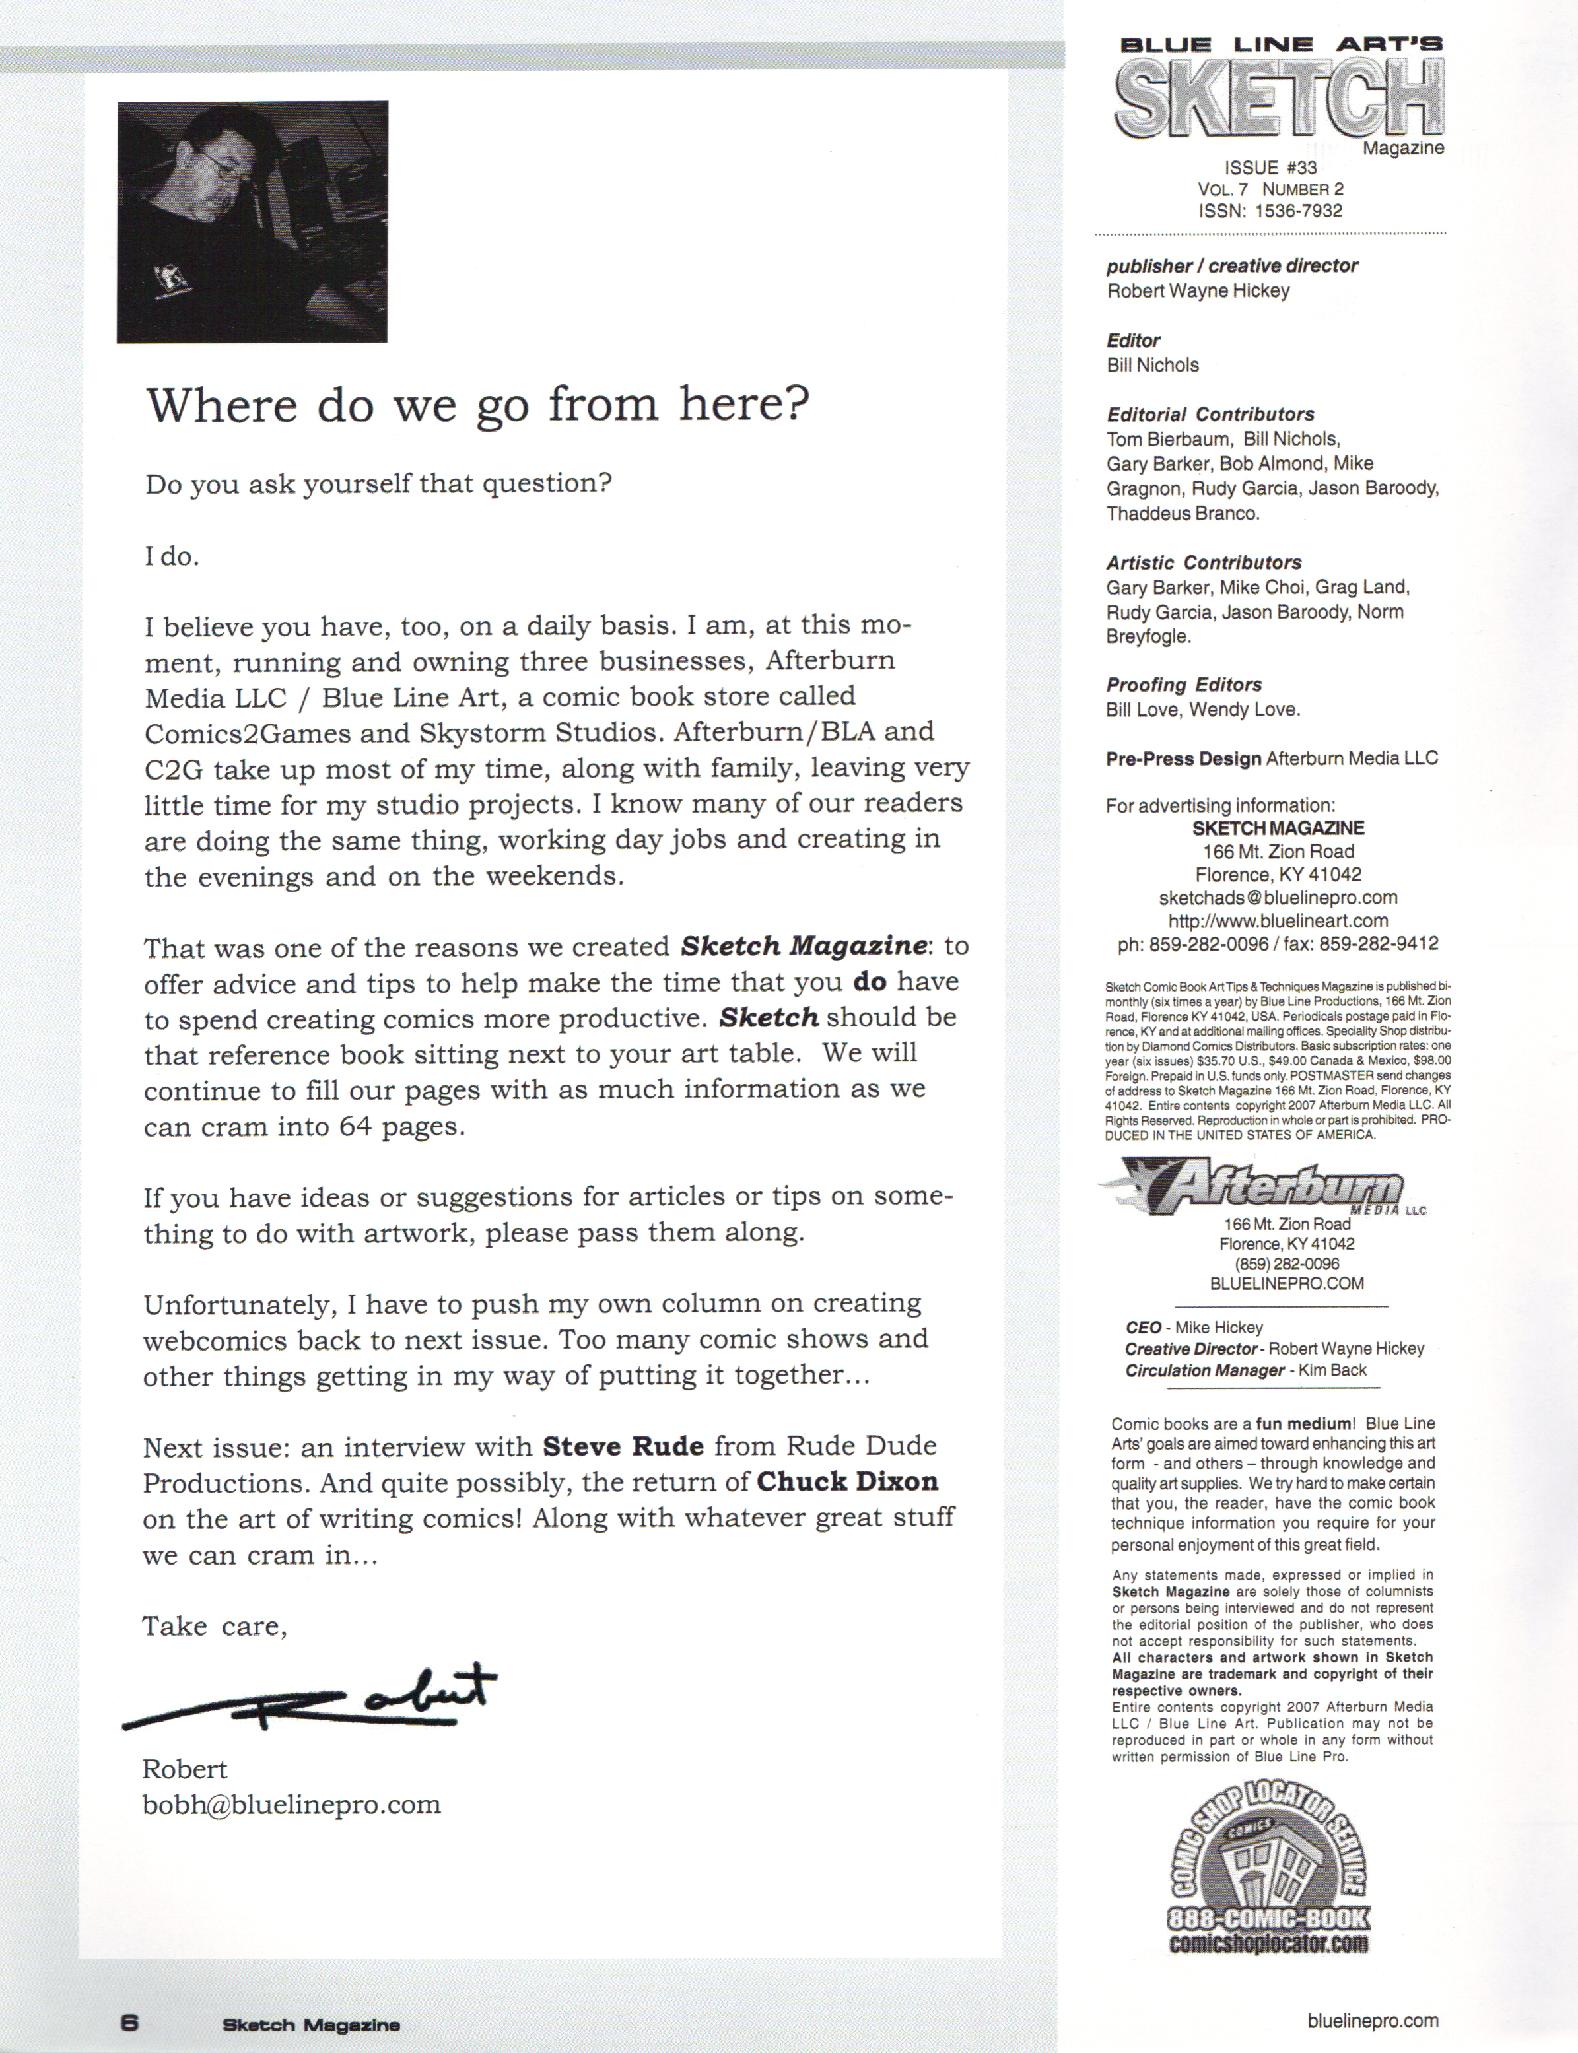 Where do we go from here?
Do you ask yourself that question?
I do.
I believe you have, too, on a daily basis. I am, at this mo-
ment, running and owning three businesses, Afterburn
Media LLC / Blue Line Art, a comic book store called
Comics2Games and Skystorm Studios. Afterburn/BLA and
C2G take up most of my time, along with family, leaving very
little time for my studio projects. I know many of our readers
are doing the same thing, working day jobs and creating in
the evenings and on the weekends.
That was one of the reasons we created Sketch Magazine: to
offer advice and tips to help make the time that you do have
to spend creating comics more productive. Sketch should be
that reference book sitting next to your art table. We will
continue to fill our pages with as much information as we
can cram into 64 pages.
If you have ideas or suggestions for articles or tips on some-
thing to do with artwork, please pass them along.
Unfortunately, I have to push my own column on creating
webcomics back to next issue. Too many comic shows and
other things getting in my way of putting it together...
Next issue: an interview with Steve Rude from Rude Dude
Productions. And quite possibly, the return of Chuck Dixon
on the art of writing comics! Along with whatever great stuff
we can cram in...
Take care,
Robert
Robert
bobh@bluelinepro.com
6 Sketch Magazine
BLUE LINE ART'S
SKETCH
Magazine
ISSUE #33
VOL. 7 NUMBER 2
ISSN: 1536-7932
publisher / creative director
Robert Wayne Hickey
Editor
Bill Nichols
Editorial Contributors
Tom Bierbaum, Bill Nichols,
Gary Barker, Bob Almond, Mike
Gragnon, Rudy Garcia, Jason Baroody,
Thaddeus Branco.
Artistic Contributors
Gary Barker, Mike Choi, Grag Land,
Rudy Garcia, Jason Baroody, Norm
Breyfogle.
Proofing Editors
Bill Love, Wendy Love.
Pre-Press Design Afterburn Media LLC
For advertising information:
SKETCH MAGAZINE
166 Mt. Zion Road
Florence, KY 41042
sketchads@bluelinepro.com
http://www.bluelineart.com
ph: 859-282-0096 / fax: 859-282-9412
Sketch Comic Book Art Tips & Techniques Magazine is published bi-
monthly (six times a year) by Blue Line Productions, 166 Mt. Zion
Road, Florence KY 41042, USA. Periodicals postage paid in Flo-
rence, KY and at additional mailing offices. Speciality Shop distribu-
tion by Diamond Comics Distributors. Basic subscription rates: one
year (six issues) $35.70 U.S., $49.00 Canada & Mexico, $98.00
Foreign. Prepaid in U.S. funds only. POSTMASTER send changes
of address to Sketch Magazine 166 Mt. Zion Road, Florence, KY
41042. Entire contents copyright 2007 Afterburn Media LLC. All
Rights Reserved. Reproduction in whole or part is prohibited. PRO-
DUCED IN THE UNITED STATES OF AMERICA.
Afterburn
MEDIA LLC
166 Mt. Zion Road
Florence, KY 41042
(859) 282-0096
BLUELINEPRO.COM
CEO - Mike Hickey
Creative Director- Robert Wayne Hickey
Circulation Manager - Kim Back
Comic books are a fun medium! Blue Line
Arts' goals are aimed toward enhancing this art
form - and others – through knowledge and
quality art supplies. We try hard to make certain
that you, the reader, have the comic book
technique information you require for your
personal enjoyment of this great field.
Any statements made, expressed or implied in
Sketch Magazine are solely those of columnists
or persons being interviewed and do not represent
the editorial position of the publisher, who does
not accept responsibility for such statements.
All characters and artwork shown in Sketch
Magazine are trademark and copyright of their
respective owners.
Entire contents copyright 2007 Afterburn Media
LLC / Blue Line Art. Publication may not be
reproduced in part or whole in any form without
written permission of Blue Line Pro.
COMIC SHOP LOCATOR SERVICE
COMICS
888-COMIC-BOOK
comicshoplocator.com
bluelinepro.com